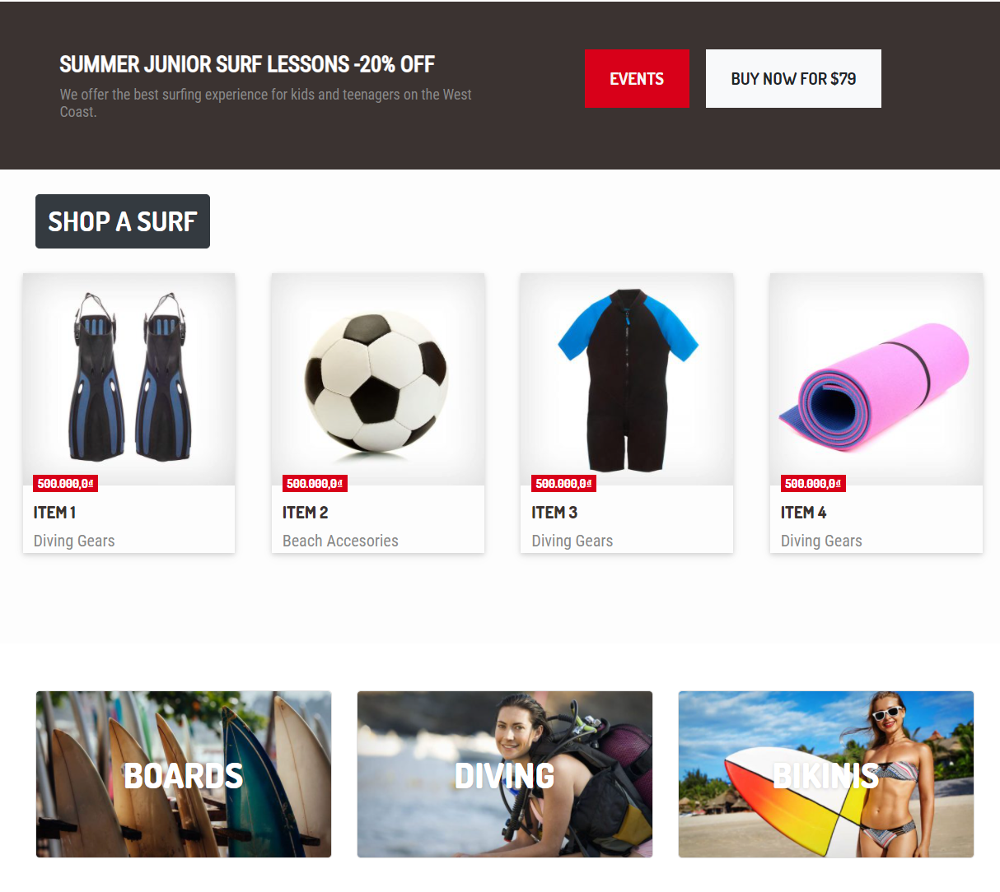 SUMMER JUNIOR SURF LESSONS -20% OFF
We offer the best surfing experience for kids and teenagers on the West
Coast.
EVENTS
BUY NOW FOR $79
SHOP A SURF
500.000,0₫
500.000,0₫
500.000,0₫
500.000,0₫
ITEM 1
ITEM 2
ITEM 3
ITEM 4
Diving Gears
Beach Accesories
Diving Gears
Diving Gears
BOARDS
DIVING
BIKINIS